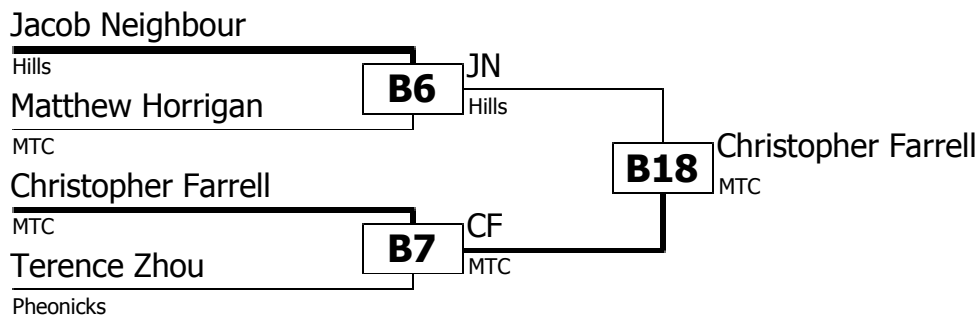 Jacob Neighbour
Hills
B6
JN
Hills
Matthew Horrigan
MTC
Christopher Farrell
MTC
B7
CF
MTC
Terence Zhou
Pheonicks
B18
Christopher Farrell
MTC